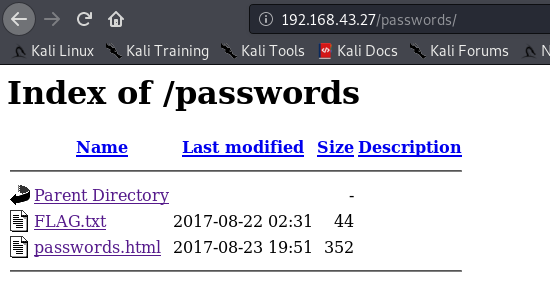 192.168.43.27/passwords/
Kali Linux Kali Training Kali Tools Kali Docs Kali Forums N
Index of /passwords
Name Last modified Size Description
Parent Directory -
FLAG.txt 2017-08-22 02:31 44
passwords.html 2017-08-23 19:51 352